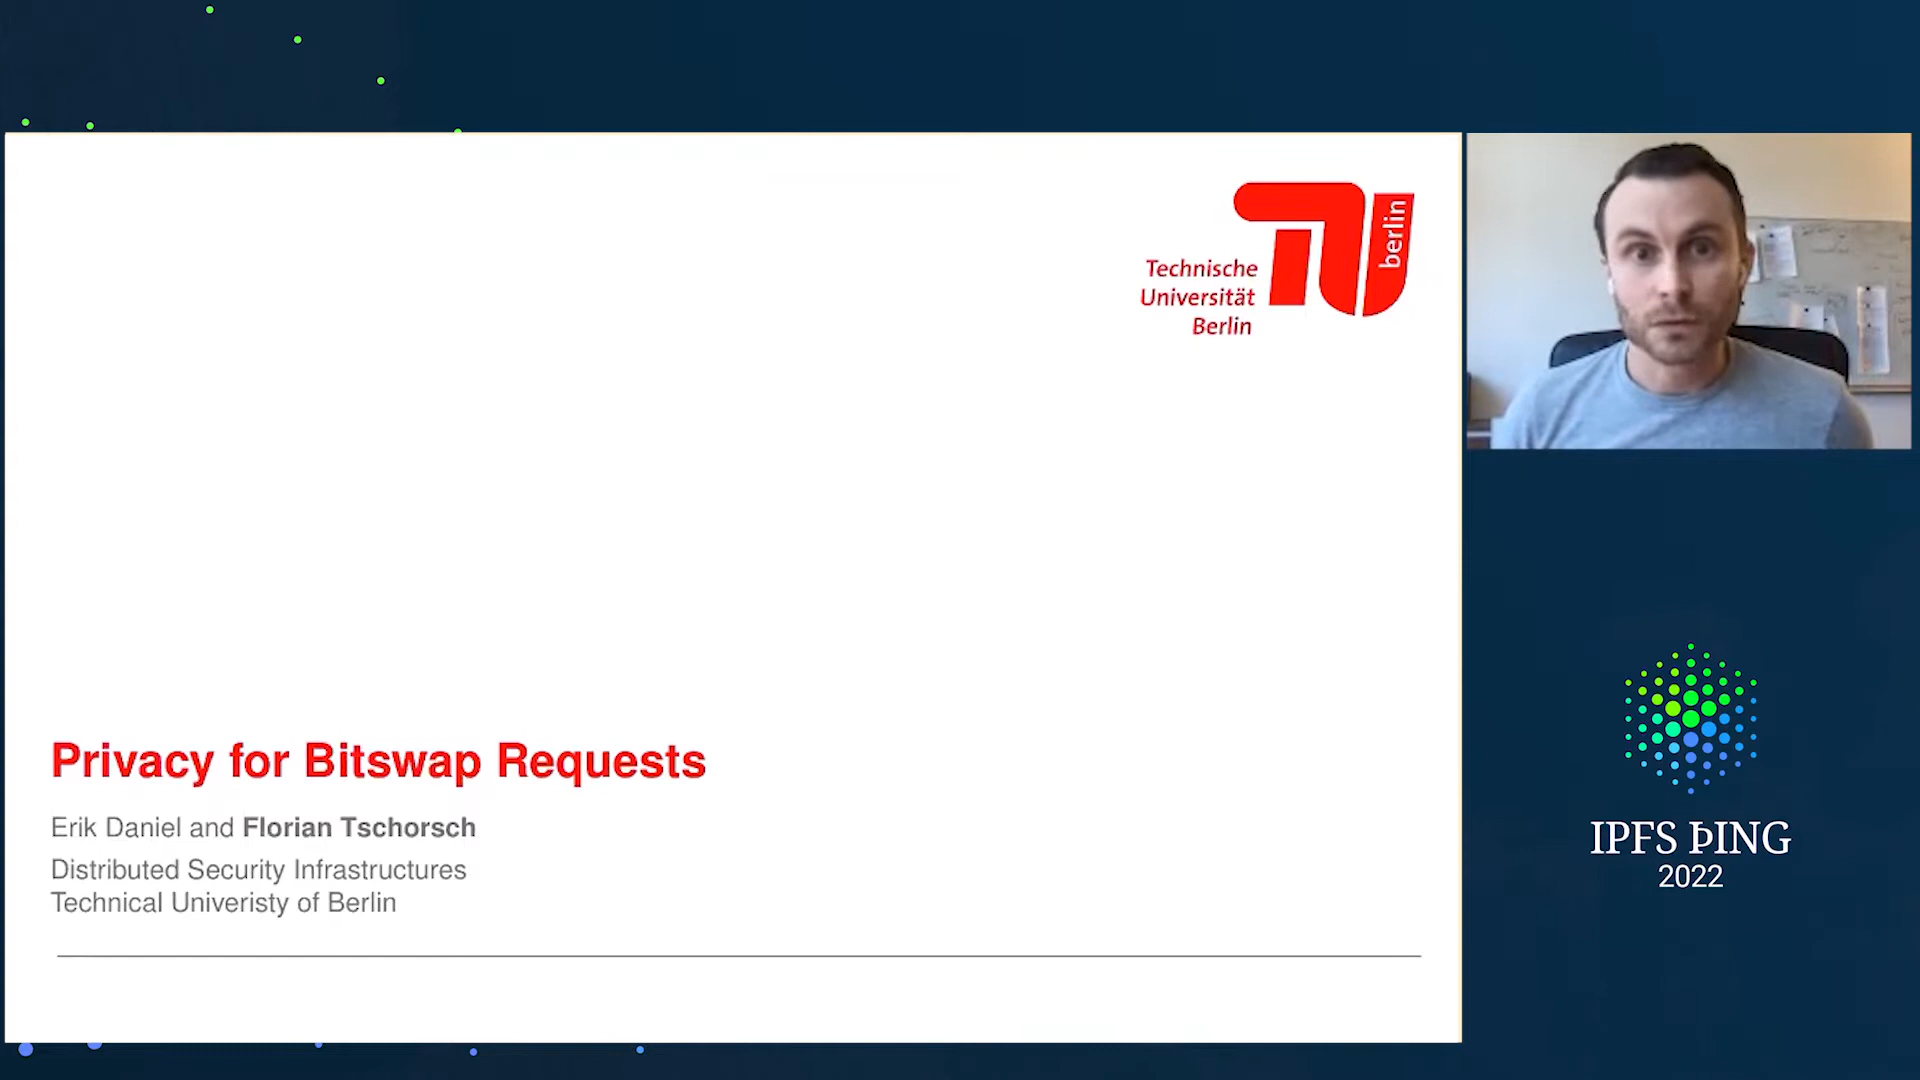 Technische
Universität
Berlin
berlin
Privacy for Bitswap Requests
Erik Daniel and Florian Tschorsch
Distributed Security Infrastructures
Technical Univeristy of Berlin
IPFS ÞING
2022